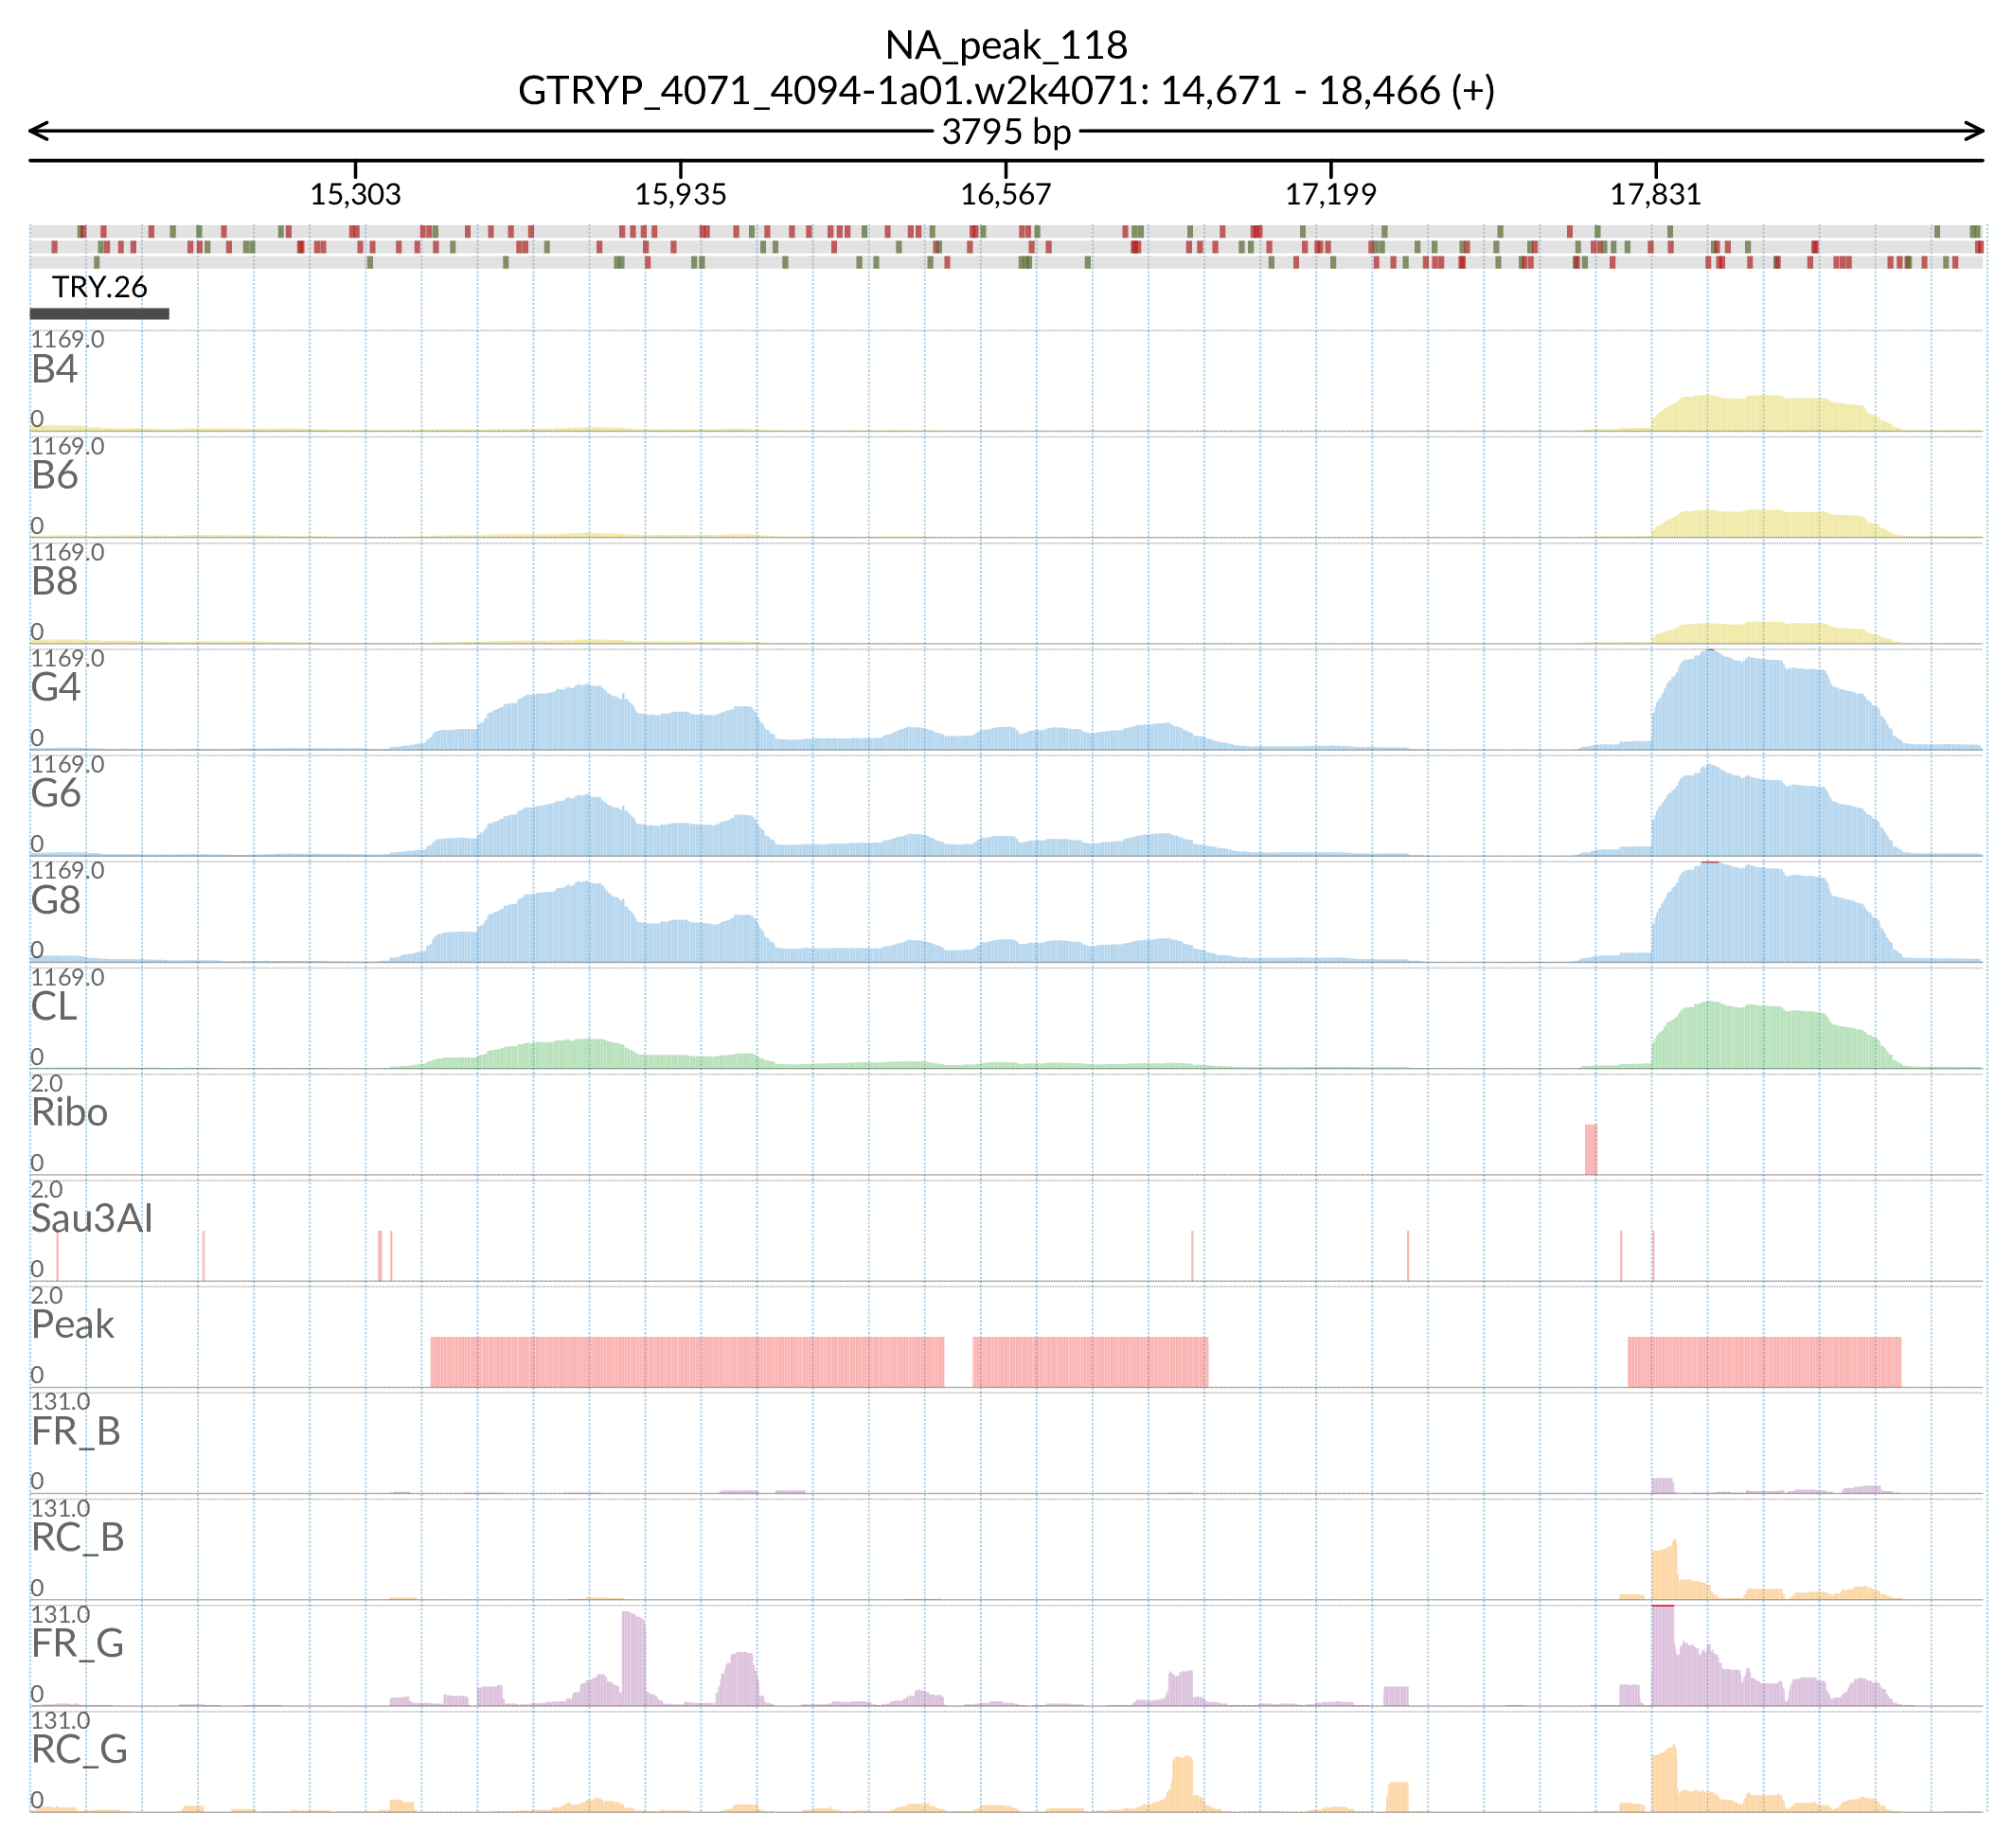 NA_peak_118
GTRYP_4071_4094-1a01.w2k4071: 14,671 - 18,466 (+)
3795 bp
15,303 15,935 16,567 17,199 17,831
TRY.26
1169.0
B4
0
1169.0
B6
0
1169.0
B8
0
1169.0
G4
0
1169.0
G6
0
1169.0
G8
0
1169.0
CL
0
2.0
Ribo
0
2.0
Sau3AI
0
2.0
Peak
0
131.0
FR_B
0
131.0
RC_B
0
131.0
FR_G
0
131.0
RC_G
0